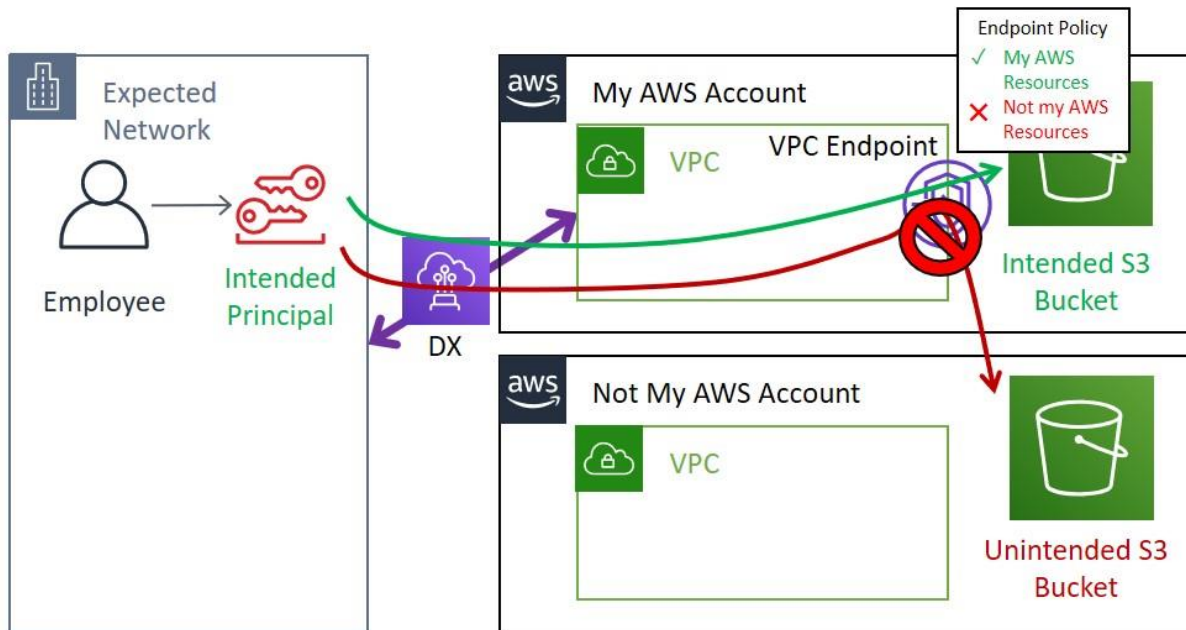 Expected
Network
Employee
Intended
Principal
DX
aws
My AWS Account
VPC
VPC Endpoint
Endpoint Policy
✓ My AWS
Resources
✕ Not my AWS
Resources
Intended S3
Bucket
aws
Not My AWS Account
VPC
Unintended S3
Bucket